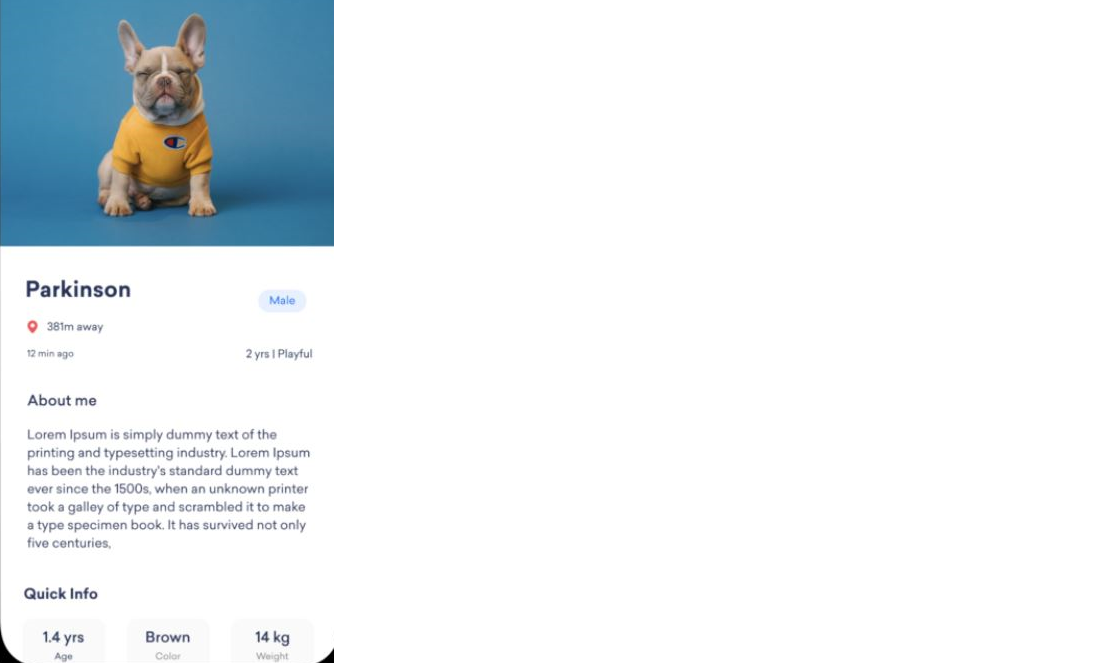 Parkinson
Male
381m away
12 min ago
2 yrs | Playful
About me
Lorem Ipsum is simply dummy text of the
printing and typesetting industry. Lorem Ipsum
has been the industry's standard dummy text
ever since the 1500s, when an unknown printer
took a galley of type and scrambled it to make
a type specimen book. It has survived not only
five centuries,
Quick Info
1.4 yrs
Brown
14 kg
Age
Color
Weight